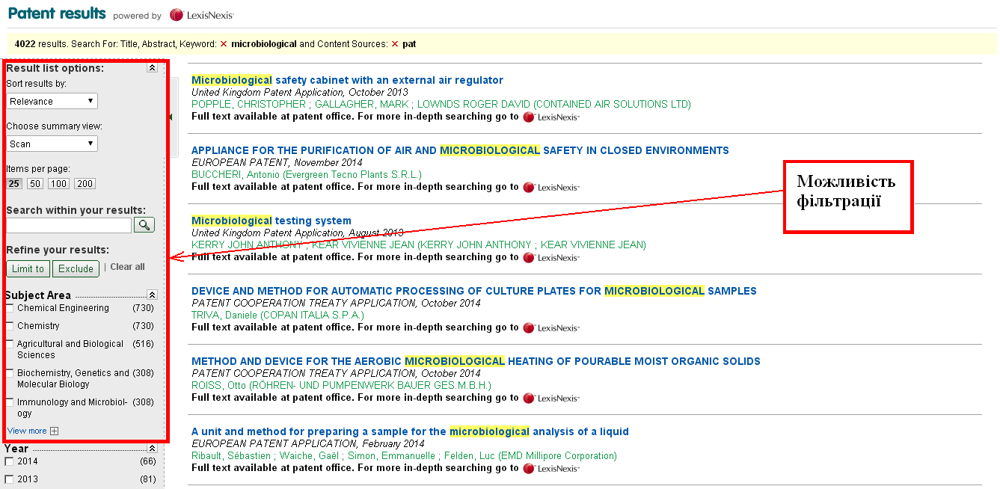 Patent results powered by LexisNexis®
4022 results. Search For: Title, Abstract, Keyword: ✕ microbiological and Content Sources: ✕ pat
Result list options:
Sort results by:
Relevance
Choose summary view:
Scan
Items per page:
25 50 100 200
Search within your results:
Refine your results:
Limit to Exclude | Clear all
Subject Area
Chemical Engineering (730)
Chemistry (730)
Agricultural and Biological (516)
Sciences
Biochemistry, Genetics and (308)
Molecular Biology
Immunology and Microbiol- (308)
ogy
View more
Year
2014 (66)
2013 (81)
Microbiological safety cabinet with an external air regulator
United Kingdom Patent Application, October 2013
POPPLE, CHRISTOPHER ; GALLAGHER, MARK ; LOWNDS ROGER DAVID (CONTAINED AIR SOLUTIONS LTD)
Full text available at patent office. For more in-depth searching go to LexisNexis®
APPLIANCE FOR THE PURIFICATION OF AIR AND MICROBIOLOGICAL SAFETY IN CLOSED ENVIRONMENTS
EUROPEAN PATENT, November 2014
BUCCHERI, Antonio (Evergreen Tecno Plants S.R.L.)
Full text available at patent office. For more in-depth searching go to LexisNexis®
Microbiological testing system
United Kingdom Patent Application, August 2013
KERRY JOHN ANTHONY ; KEAR VIVIENNE JEAN (KERRY JOHN ANTHONY ; KEAR VIVIENNE JEAN)
Full text available at patent office. For more in-depth searching go to LexisNexis®
DEVICE AND METHOD FOR AUTOMATIC PROCESSING OF CULTURE PLATES FOR MICROBIOLOGICAL SAMPLES
PATENT COOPERATION TREATY APPLICATION, October 2014
TRIVA, Daniele (COPAN ITALIA S.P.A.)
Full text available at patent office. For more in-depth searching go to LexisNexis®
METHOD AND DEVICE FOR THE AEROBIC MICROBIOLOGICAL HEATING OF POURABLE MOIST ORGANIC SOLIDS
PATENT COOPERATION TREATY APPLICATION, October 2014
ROISS, Otto (RÖHREN- UND PUMPENWERK BAUER GES.M.B.H.)
Full text available at patent office. For more in-depth searching go to LexisNexis®
A unit and method for preparing a sample for the microbiological analysis of a liquid
EUROPEAN PATENT APPLICATION, February 2014
Ribault, Sébastien ; Waiche, Gaël ; Simon, Emmanuelle ; Felden, Luc (EMD Millipore Corporation)
Full text available at patent office. For more in-depth searching go to LexisNexis®
Можливість
фільтрації